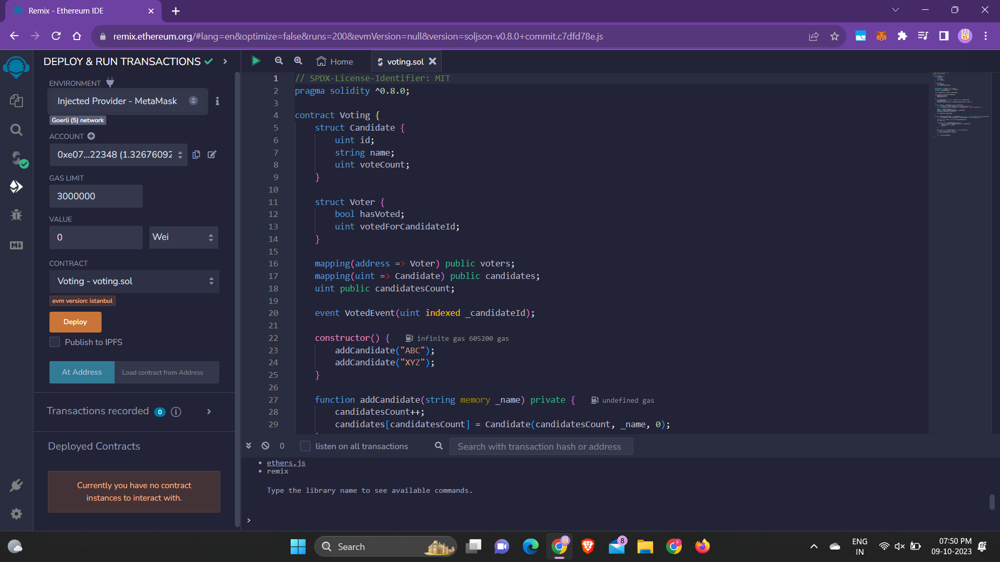 Remix - Ethereum IDE
remix.ethereum.org/#lang=en&optimize=false&runs=200&evmVersion=null&version=soljson-v0.8.0+commit.c7dfd78e.js
DEPLOY & RUN TRANSACTIONS
ENVIRONMENT
Injected Provider - MetaMask
Goerli (5) network
ACCOUNT
0xe07...22348 (1.32676092
GAS LIMIT
3000000
VALUE
0
Wei
CONTRACT
Voting - voting.sol
evm version: istanbul
Deploy
Publish to IPFS
At Address
Load contract from Address
Transactions recorded 0
Deployed Contracts
Currently you have no contract
instances to interact with.
Home
voting.sol
1 // SPDX-License-Identifier: MIT
2 pragma solidity ^0.8.0;
3
4 contract Voting {
5 struct Candidate {
6 uint id;
7 string name;
8 uint voteCount;
9 }
10
11 struct Voter {
12 bool hasVoted;
13 uint votedForCandidateId;
14 }
15
16 mapping(address => Voter) public voters;
17 mapping(uint => Candidate) public candidates;
18 uint public candidatesCount;
19
20 event VotedEvent(uint indexed _candidateId);
21
22 constructor() { infinite gas 605200 gas
23 addCandidate("ABC");
24 addCandidate("XYZ");
25 }
26
27 function addCandidate(string memory _name) private { undefined gas
28 candidatesCount++;
29 candidates[candidatesCount] = Candidate(candidatesCount, _name, 0);
0
listen on all transactions
Search with transaction hash or address
• ethers.js
• remix
Type the library name to see available commands.
>
Search
8
F
ENG
IN
07:50 PM
09-10-2023